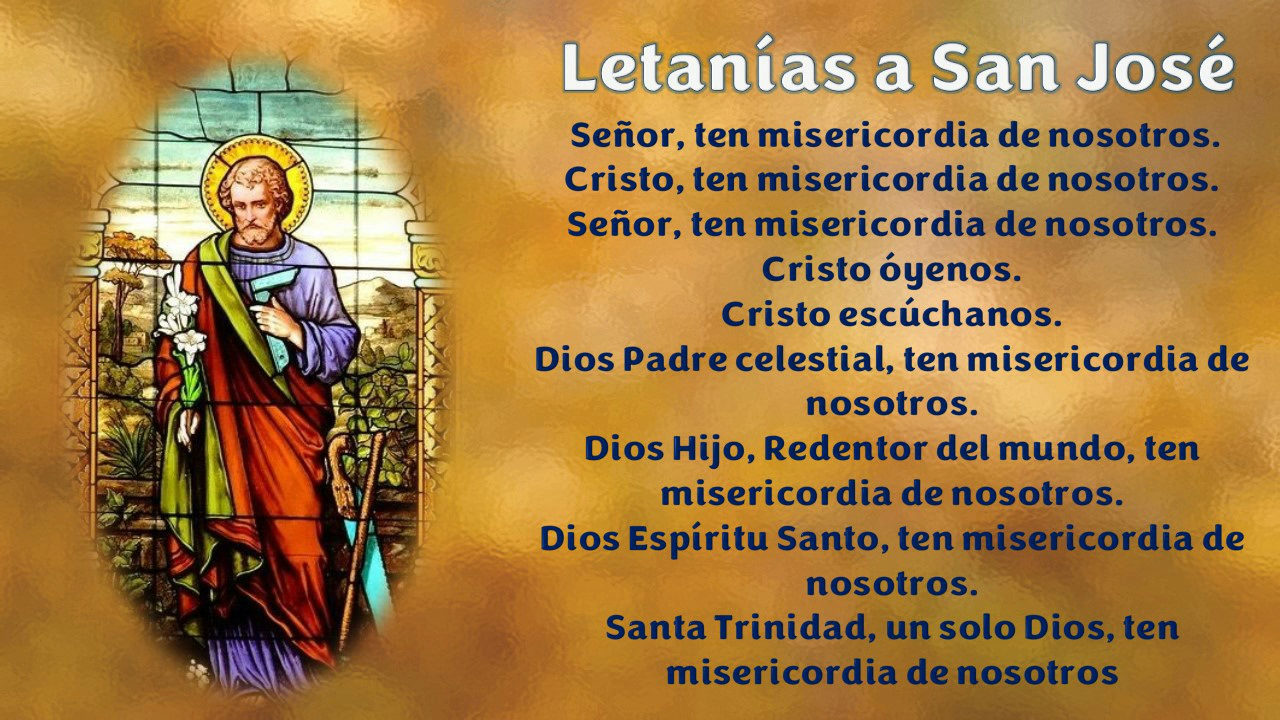 Letanías a San José
Señor, ten misericordia de nosotros.
Cristo, ten misericordia de nosotros.
Señor, ten misericordia de nosotros.
Cristo óyenos.
Cristo escúchanos.
Dios Padre celestial, ten misericordia de
nosotros.
Dios Hijo, Redentor del mundo, ten
misericordia de nosotros.
Dios Espíritu Santo, ten misericordia de
nosotros.
Santa Trinidad, un solo Dios, ten
misericordia de nosotros